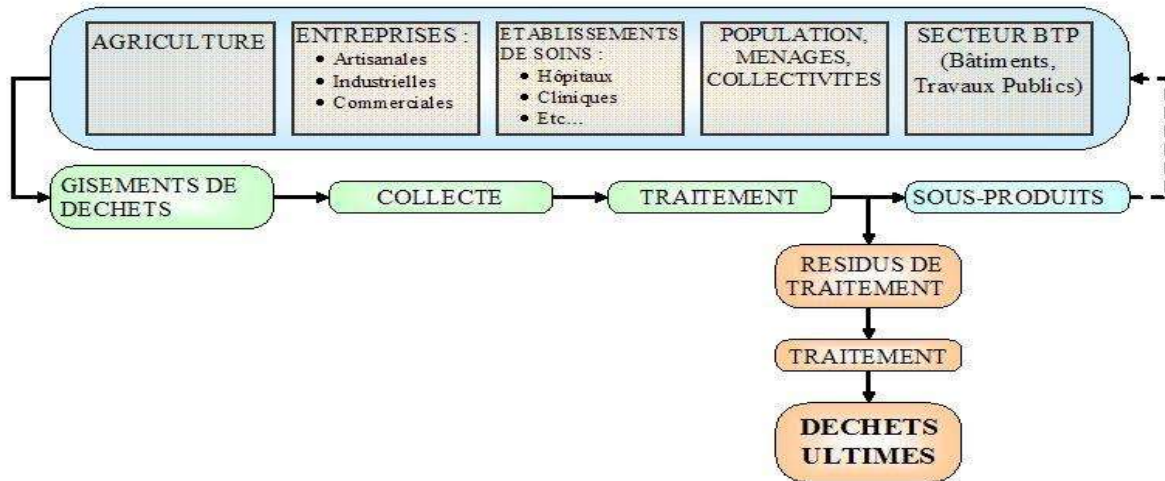 AGRICULTURE
ENTREPRISES :
• Artisanales
• Industrielles
• Commerciales
ETABLISSEMENTS
DE SOINS :
• Hôpitaux
• Cliniques
• Etc...
POPULATION,
MENAGES,
COLLECTIVITES
SECTEUR BTP
(Bâtiments,
Travaux Publics)
GISEMENTS DE
DECHETS
COLLECTE
TRAITEMENT
SOUS-PRODUITS
RESIDUS DE
TRAITEMENT
TRAITEMENT
DECHETS
ULTIMES